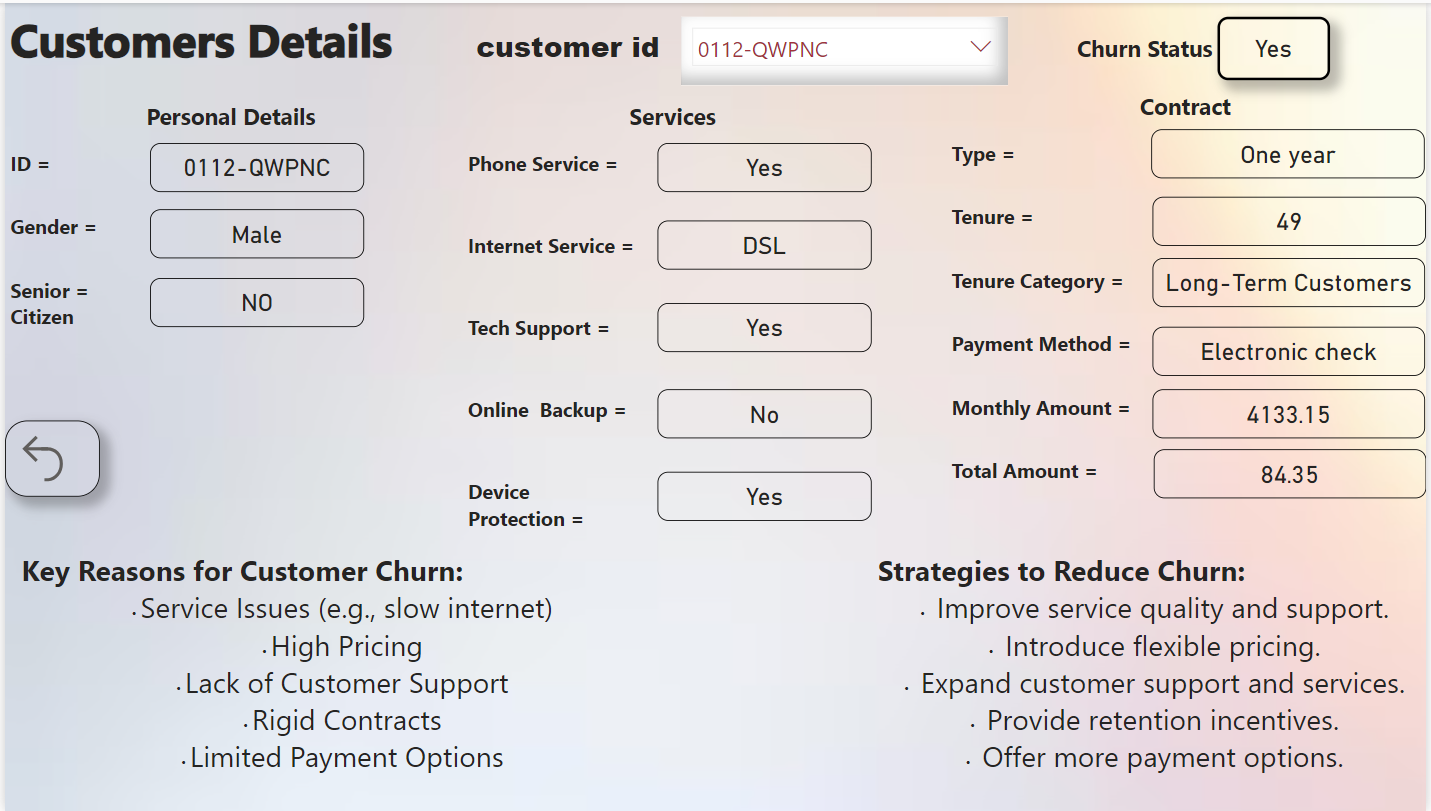 Customers Details
customer id
0112-QWPNC
Churn Status
Yes
Personal Details
ID =
0112-QWPNC
Gender =
Male
Senior =
Citizen
NO
Services
Phone Service =
Yes
Internet Service =
DSL
Tech Support =
Yes
Online  Backup =
No
Device
Protection =
Yes
Contract
Type =
One year
Tenure =
49
Tenure Category =
Long-Term Customers
Payment Method =
Electronic check
Monthly Amount =
4133.15
Total Amount =
84.35
Key Reasons for Customer Churn:
· Service Issues (e.g., slow internet)
· High Pricing
· Lack of Customer Support
· Rigid Contracts
· Limited Payment Options
Strategies to Reduce Churn:
· Improve service quality and support.
· Introduce flexible pricing.
· Expand customer support and services.
· Provide retention incentives.
· Offer more payment options.